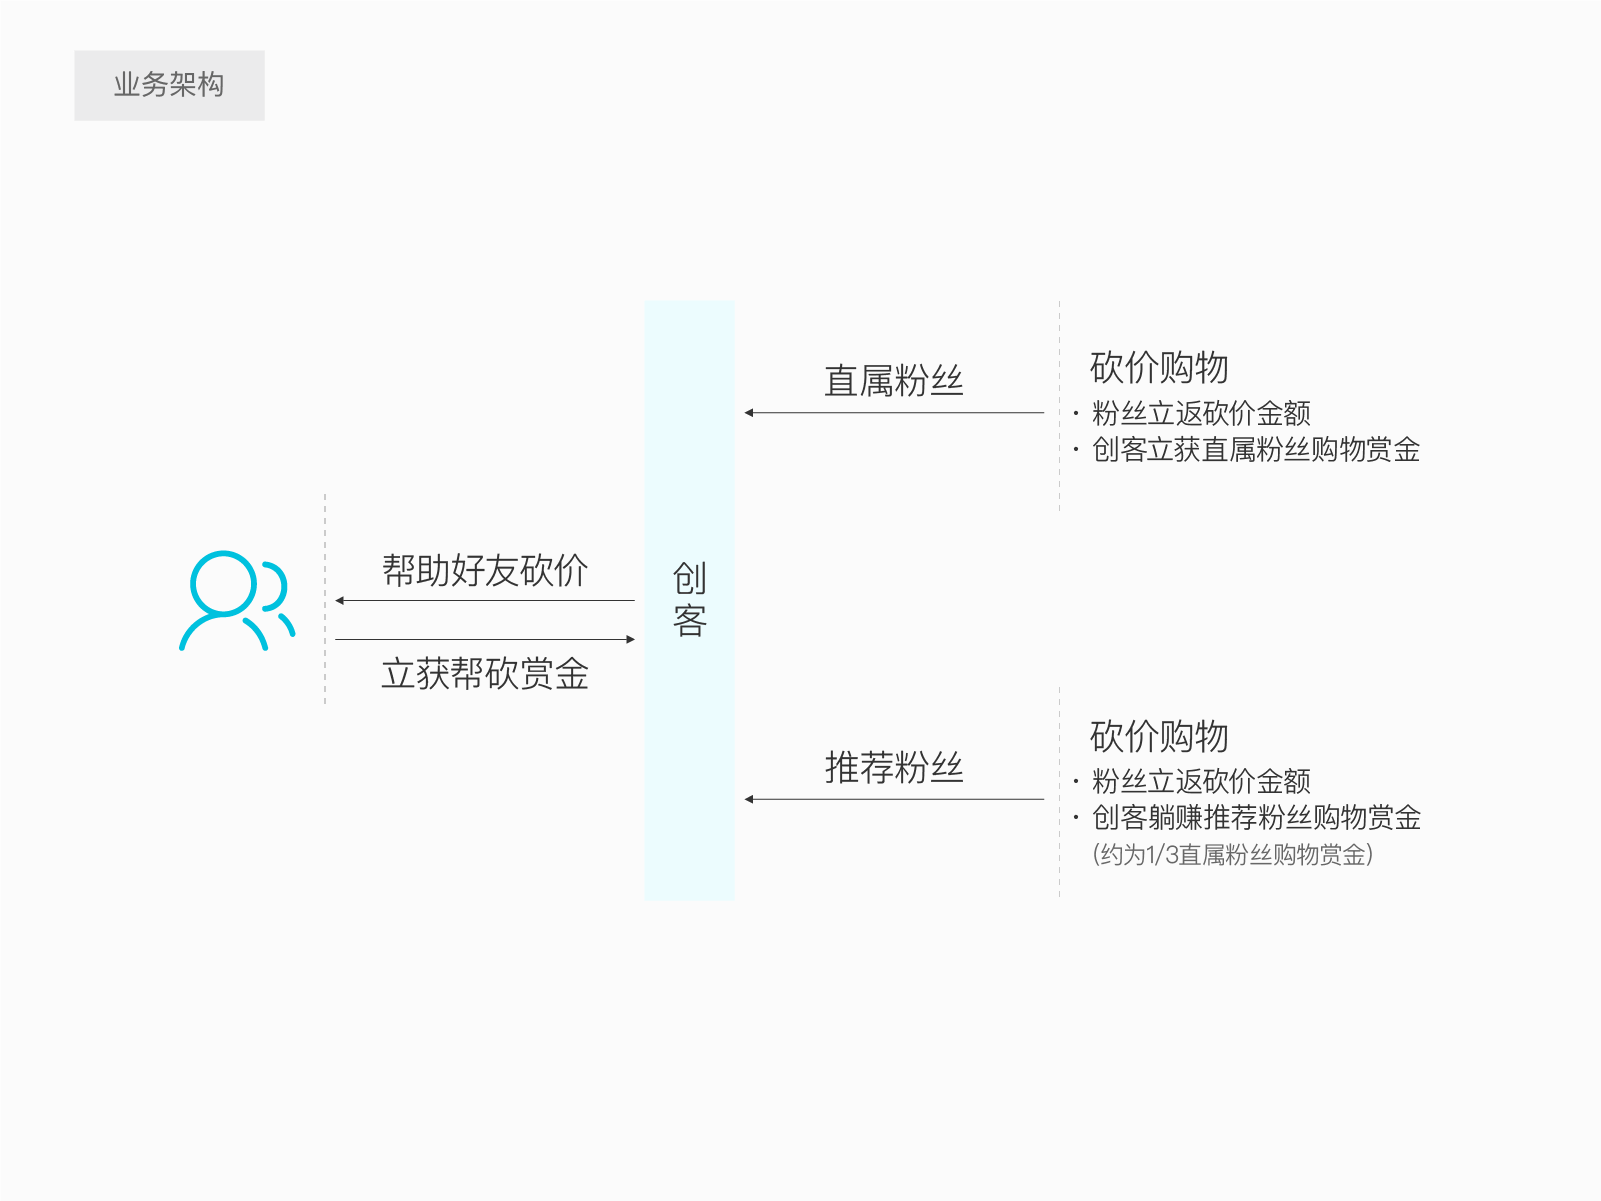 业务架构
直属粉丝
砍价购物
· 粉丝立返砍价金额
· 创客立获直属粉丝购物赏金
帮助好友砍价
立获帮砍赏金
创
客
推荐粉丝
砍价购物
· 粉丝立返砍价金额
· 创客躺赚推荐粉丝购物赏金
(约为1/3直属粉丝购物赏金)